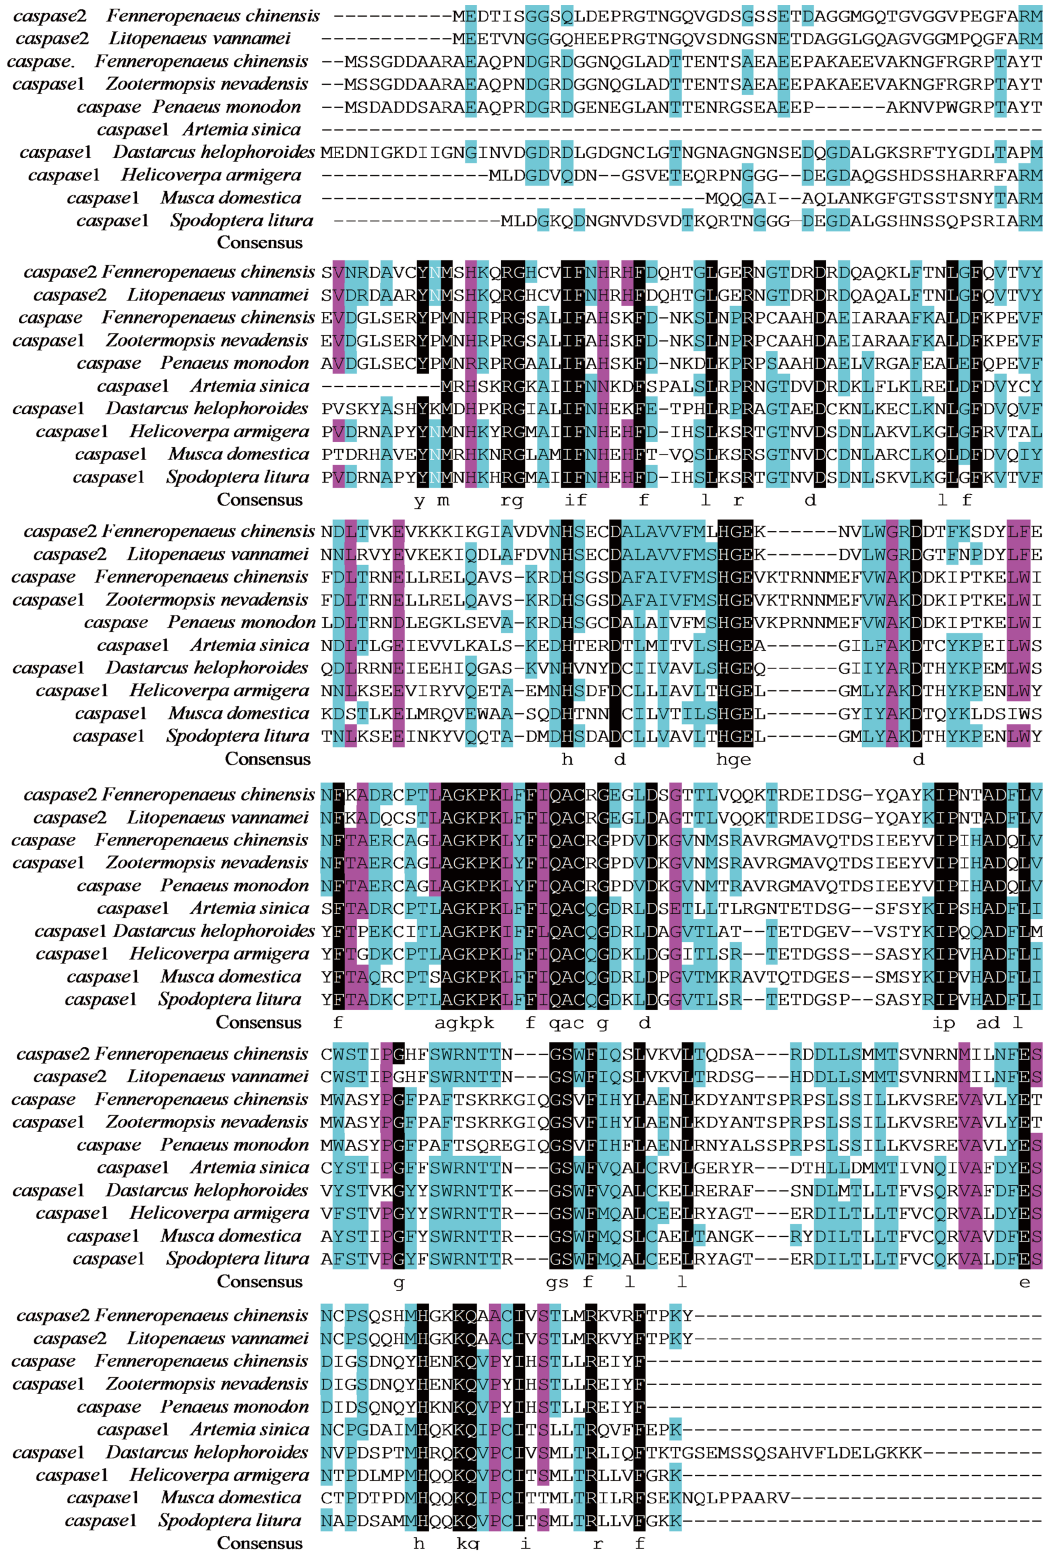 caspase2 Fenneropenaeus chinensis -----------MEDTISGGSQLDEPRGTNGQVGDSGSSETDAGGMGQTGVGGVPEGFARM
caspase2 Litopenaeus vannamei -----------MEETVNGGGQHEEPRGTNGQVSDNGSNETDAGGLGQAGVGGMPQGFARM
caspase. Fenneropenaeus chinensis --MSSGDDAARAEAQPNDGRDGGNQGLADTTENTSAEAEEPAKAEEVAKNGFRGRPTAYT
caspase1 Zootermopsis nevadensis --MSSGDDAARAEAQPRDGRDGGNQGLADTTENTSAEAEEPAKAEEVAKNGFRGRPTAYT
caspase Penaeus monodon --MSDADDSARAEAQPRDGRDGENEGLANTTENRGSEAEEP------AKNVPWGRPTAYT
caspase1 Artemia sinica ------------------------------------------------------------
caspase1 Dastarcus helophoroides MEDNIGKDIIGNGINVDGDRDLGDGNCLGTNGNAGNGNSEDQGDALGKSRFTYGDLTAPM
caspase1 Helicoverpa armigera --------------MLDGDVQDN--GSVETEQRPNGGG--DEGDAQGSHDSSHARRFARM
caspase1 Musca domestica --------------------------------MQQGAI--AQLANKGFGTSSTSNYTARM
caspase1 Spodoptera litura ---------------MLDGKQDNGNVDSVDTKQRTNGGG-DEGDALGSHNSSQPSRIARM
Consensus
caspase2 Fenneropenaeus chinensis SVNRDAVCYNMSHKQRGHCVIFNHRHFDQHTGLGERNGTDRDRDQAQKLFTNLGFQVTVY
caspase2 Litopenaeus vannamei SVDRDAARYNMSHKQRGHCVIFNHRHFDQHTGLGERNGTDRDRDQAQALFTNLGFQVTVY
caspase Fenneropenaeus chinensis EVDGLSERYPMNHRPRGSALIFAHSKFD-NKSLNPRPCAAHDAEIARAAFKALDFKPEVF
caspase1 Zootermopsis nevadensis EVDGLSERYPMNHRPRGSALIFAHSKFD-NKSLNPRPCAAHDAEIARAAFKALDFKPEVF
caspase Penaeus monodon AVDGLSECYPMNHRRPRGAALIFAHSKFD-NKDLKPRPSAAHDAELVRGAFEALEFQPEVF
caspase1 Artemia sinica ----------MRHSKRGKAIIFNNKDFSPALSLRPRNGTDVDRDKLFLKLRELDFDVYCY
caspase1 Dastarcus helophoroides PVSKYASHYKMDHPKRGIALIFNHEKFE-TPHLRPRAGTAEDCKNLKECLKNLGFDVQVF
caspase1 Helicoverpa armigera PVDRNAPYYNMNHKYRGMAIIFNHEHFD-IHSLKSRTGTNVDSDNLAKVLKGLGFRVTAL
caspase1 Musca domestica PTDRHAVEYNMRHKNRGLAMIFNHEHFT-VQSLKSRSGTNVDCDNLARCLKQLDFDVQIY
caspase1 Spodoptera litura PVDRNAPYYNMNHKHRGMAIIFNHEHFD-IHSLKSRTGTNVDSDNLSKVLKGLGFKVTVF
Consensus y m rg if f l r d l f
caspase2 Fenneropenaeus chinensis NDLTVKEVKKKIKGIAVDVNHSECDALAVVFMLHGEK------NVLWGRDDTFKSDYLFE
caspase2 Litopenaeus vannamei NNLRVYEVKEKIQDLAFDVNHSECDALAVVFMLHGEK------DVLWGRDGTFNPDYLFE
caspase Fenneropenaeus chinensis FDLTRNELLRELQAVS-KRDHSGSDAFAIVFMSHGEVKTRNNMEFVWAKDDKIPTKELWI
caspase1 Zootermopsis nevadensis FDLTRNELLRELQAVS-KRDHSGSDAFAIVFMSHGEVKTRNNMEFVWAKDDKIPTKELWI
caspase Penaeus monodon LDLTRNDLEGKLSEVA-KRDHSGCDALAIVFMSHGEVKPRNNMEFVWAKDDKIPTKELWI
caspase1 Artemia sinica NDLTLGEIEVVLKALS-KEDHTERDTLMITVLSHGEA------GILFAKDTCYKPEILWS
caspase1 Dastarcus helophoroides QDLRRNEIEEHIQGAS-KVNHVNYDCIIVAVLSHGEQ------GIIYARDTHYKPEMLWS
caspase1 Helicoverpa armigera NNLKSEEVIRYVQETA-EMNHSDFDCLLIAVLTHGEL------GMLYAKDTHYKPENLWY
caspase1 Musca domestica KDSTLKELMRQVEWAA-SQDHTNNDCILVTILSHGEL------GYIYAKDTQYKLDSIWS
caspase1 Spodoptera litura TNLKSEEINKYVQQTA-DMDHSDADCLLVAVLTHGEL------GMLYAKDTHYKPENLWY
Consensus h d hge d
caspase2 Fenneropenaeus chinensis NFKADRCPTLAGKPKLFFIQACRGEGLDSGTTLVQQKTRDEIDSG-YQAYKIPNTADFLV
caspase2 Litopenaeus vannamei NFKADQCSTLAGKPKLFFIQACRGEGLDAGTTLVQQKTRDEIDSG-YQAYKIPNTADFLV
caspase Fenneropenaeus chinensis NFTAERCAGLAGKPKLYFIQACRGPDVDKGVNMSRAVRGMAVQTDSIEEYVIPIHADQLV
caspase1 Zootermopsis nevadensis NFTAERCAGLAGKPKLYFIQACRGPDVDKGVNMSRAVRGMAVQTDSIEEYVIPIHADQLV
caspase Penaeus monodon NFTAERCAGLAGKPKLYFIQACRGPDVDKGVNMTRAVRGMAVQTDSIEEYVIPIHADQLV
caspase1 Artemia sinica SFTADRCPTLAGKPKLFFIQACQGDRLDSETLLTLRGNTETDSG--SFSYKIPSHADFLI
caspase1 Dastarcus helophoroides YFTPEKCITLAGKPKIFFIQACQGDRLDAGVTLAT--TETDGEV--VSTYKIPQQADFLM
caspase1 Helicoverpa armigera YFTGDKCPTLAGKPKLFFIQACQGDKLDGGITLSR--TETDGSS--ASAYKIPVHADFLI
caspase1 Musca domestica YFTAQRCPTSAGKPKLFFIQACQGDKLDPGVTMKRAVTQTDGES--SMSYKIPVHADFLI
caspase1 Spodoptera litura YFTADKCPTLAGKPKLFFIQACQGDKLDGGVTLSR--TETDGSP--SASYRIPVHADFLI
Consensus f agkpk f qac g d ip ad l
caspase2 Fenneropenaeus chinensis CWSTIPGHFSWRNTTN---GSWFIQSLVKVLTQDSA---RDDLLSMMTSVNRNMILNFES
caspase2 Litopenaeus vannamei CWSTIPGHFSWRNTTN---GSWFIQSLVKVLTRDSG---HDDLLSMMTSVNRNMILNFES
caspase Fenneropenaeus chinensis MWASYPGFPAFTSKRKGIQGSVFIHYLAENLKDYANTSPRPSLSSILLKVSREVAVLYET
caspase1 Zootermopsis nevadensis MWASYPGFPAFTSKRKGIQGSVFIHYLAENLKDYANTSPRPSLSSILLKVSREVAVLYET
caspase Penaeus monodon MWASYPGFPAFTSQREGIQGSVFIHFLAENLRNYALSSPRPSLSSILLKVSREVAVLYES
caspase1 Artemia sinica CYSTIPGFFSWRNTTN---GSWFVQALCRVLGERYR---DTHLLDMMTIVNQIVAFDYES
caspase1 Dastarcus helophoroides VYSTVKGYYSWRNTTK---GSWFVQALCKELRERAF---SNDLMTLLTFVSQRVAFDFES
caspase1 Helicoverpa armigera VFSTVPGYYSWRNTTR---GSWFMQALCEELRYAGT---ERDILTLLTFVCQRVALDYES
caspase1 Musca domestica AYSTIPGYYSWRNTTR---GSWFMQSLCAELTANGK---RYDILTLLTFVCQRVAVDFES
caspase1 Spodoptera litura AFSTVPGYFSWRNTTR---GSWFMQALCEELRYAGT---ERDILTLLTFVCQKVALDFES
Consensus g gs f l l e
caspase2 Fenneropenaeus chinensis NCPSQSHMHGKKQAACIVSTLMRKVRFTPKY-----------------------------
caspase2 Litopenaeus vannamei NCPSQQHMHGKKQAACIVSTLMRKVYFTPKY-----------------------------
caspase Fenneropenaeus chinensis DIGSDNQYHENKQVPYIHSTLLREIYF---------------------------------
caspase1 Zootermopsis nevadensis DIGSDNQYHENKQVPYIHSTLLREIYF---------------------------------
caspase Penaeus monodon DIDSQNQYHKNKQVPYIHSTLLREIYF---------------------------------
caspase1 Artemia sinica NCPGDAIMHQKKQIPCITSLLTRQVFFEPK------------------------------
caspase1 Dastarcus helophoroides NVPDSPTMHRQKQVPCIVSMLTRLIQFTKTGSEMSSQSAHVFLDELGKKK----------
caspase1 Helicoverpa armigera NTPDLMPMHQQKQVPCITSMLTRLLVFGRK------------------------------
caspase1 Musca domestica CTPDTPDMHQQKQIPCITTMLTRILRFSEKNQLPPAARV---------------------
caspase1 Spodoptera litura NAPDSAMMHQQKQVPCITSMLTRLLVFGKK------------------------------
Consensus h kq i r f